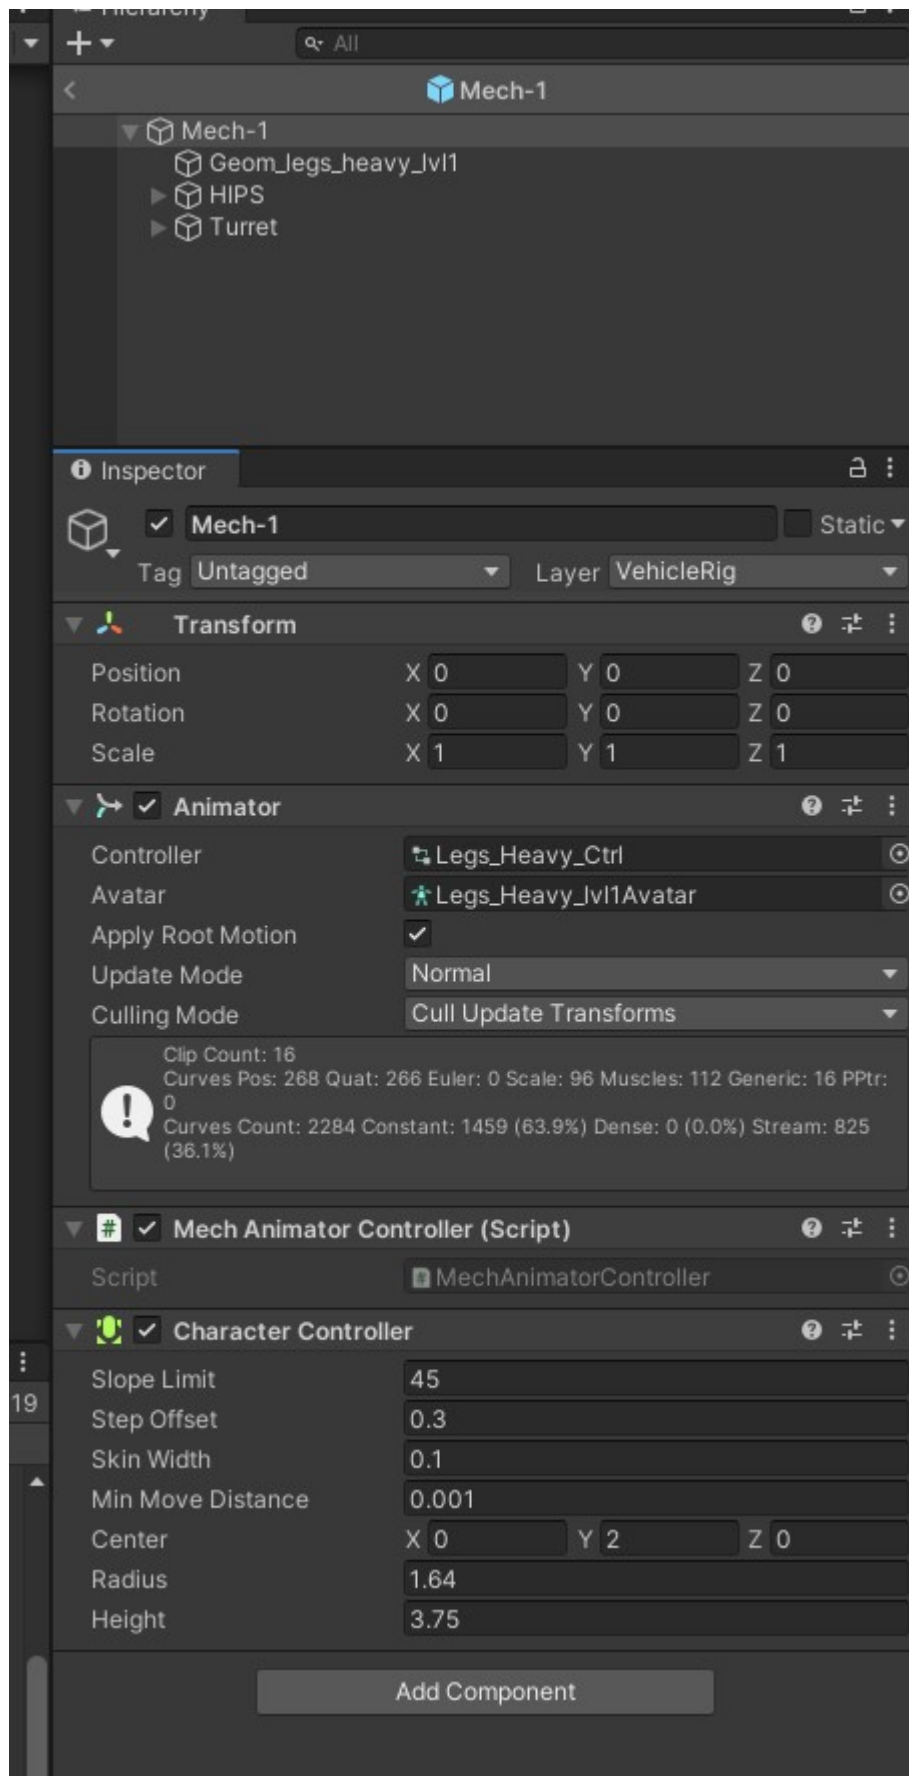 Hierarchy
All
Mech-1
Mech-1
Geom_legs_heavy_lvl1
HIPS
Turret
Inspector
Mech-1 Static
Tag Untagged Layer VehicleRig
Transform
Position X 0 Y 0 Z 0
Rotation X 0 Y 0 Z 0
Scale X 1 Y 1 Z 1
Animator
Controller Legs_Heavy_Ctrl
Avatar Legs_Heavy_lvl1Avatar
Apply Root Motion
Update Mode Normal
Culling Mode Cull Update Transforms
Clip Count: 16
Curves Pos: 268 Quat: 266 Euler: 0 Scale: 96 Muscles: 112 Generic: 16 PPtr:
0
Curves Count: 2284 Constant: 1459 (63.9%) Dense: 0 (0.0%) Stream: 825
(36.1%)
# Mech Animator Controller (Script)
Script # MechAnimatorController
Character Controller
Slope Limit 45
19
Step Offset 0.3
Skin Width 0.1
Min Move Distance 0.001
Center X 0 Y 2 Z 0
Radius 1.64
Height 3.75
Add Component